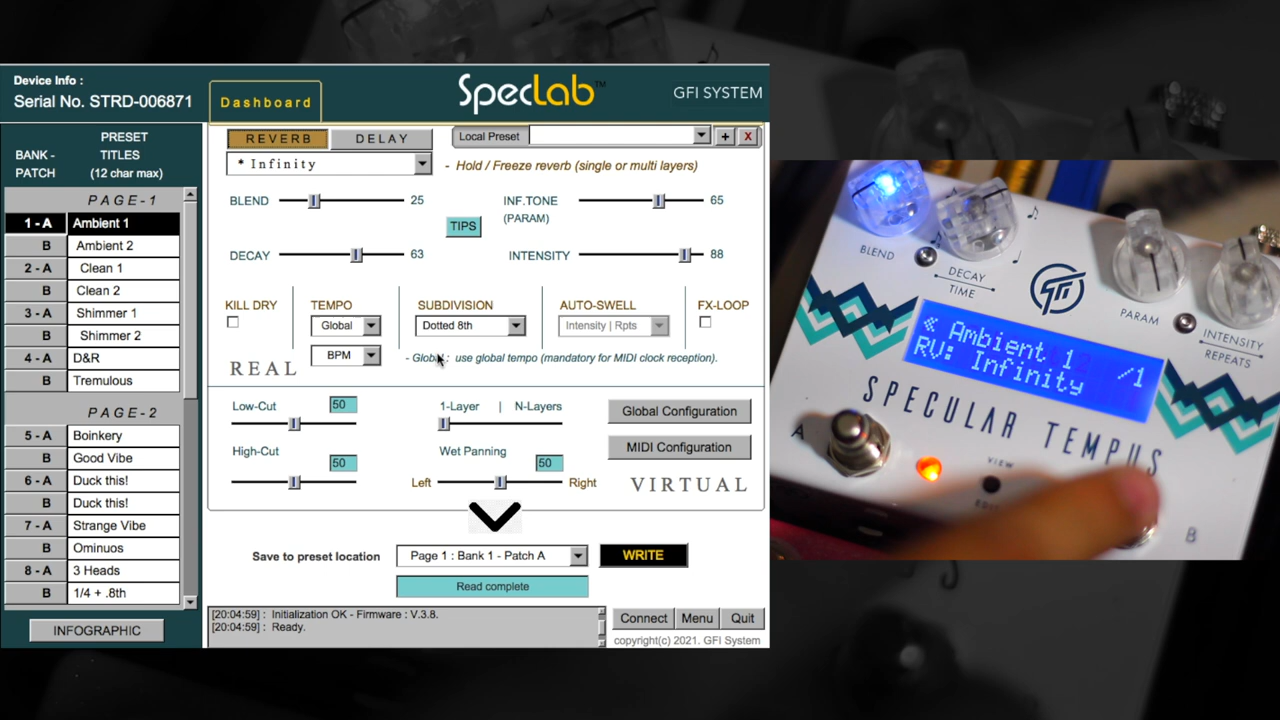 Device Info :
Serial No. STRD-006871
Dashboard
SpecLab™
GFI SYSTEM
BANK - PATCH
PRESET TITLES (12 char max)
PAGE-1
1 - A Ambient 1
B Ambient 2
2 - A Clean 1
B Clean 2
3 - A Shimmer 1
B Shimmer 2
4 - A D&R
B Tremulous
PAGE-2
5 - A Boinkery
B Good Vibe
6 - A Duck this!
B Duck this!
7 - A Strange Vibe
B Ominuos
8 - A 3 Heads
B 1/4 + .8th
INFOGRAPHIC
REVERB DELAY
Local Preset + X
* Infinity
- Hold / Freeze reverb (single or multi layers)
BLEND 25
INF.TONE (PARAM) 65
TIPS
DECAY 63
INTENSITY 88
KILL DRY
TEMPO
Global
BPM
SUBDIVISION
Dotted 8th
AUTO-SWELL
Intensity | Rpts
FX-LOOP
- Global : use global tempo (mandatory for MIDI clock reception).
REAL
Low-Cut 50
1-Layer | N-Layers
Global Configuration
High-Cut 50
Wet Panning 50
Left Right
MIDI Configuration
VIRTUAL
Save to preset location
Page 1 : Bank 1 - Patch A
WRITE
Read complete
[20:04:59] : Initialization OK - Firmware : V.3.8.
[20:04:59] : Ready.
Connect Menu Quit
copyright(c) 2021. GFI System
BLEND
DECAY
TIME
PARAM
INTENSITY
REPEATS
« Ambient 1 /1
RV: Infinity
SPECULAR TEMPUS
A
VIEW
B